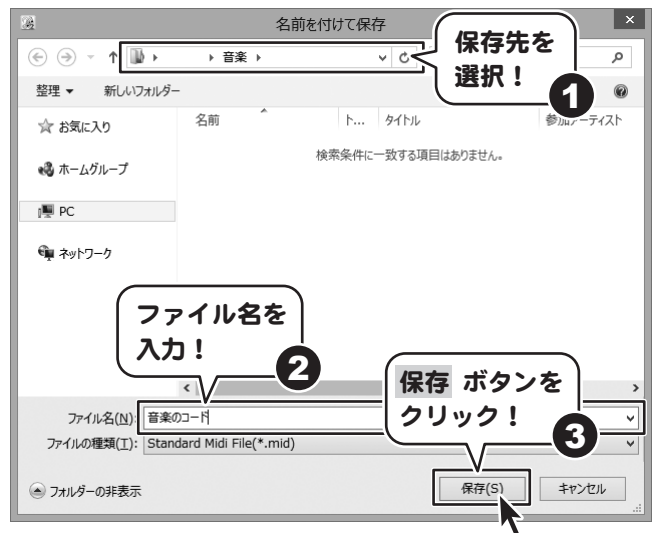 名前を付けて保存
音楽
保存先を
選択！
1
整理 新しいフォルダー
お気に入り
ホームグループ
PC
ネットワーク
名前 ト... タイトル 参加アーティスト
検索条件に一致する項目はありません。
ファイル名を
入力！
2
保存 ボタンを
クリック！
3
ファイル名(N): 音楽のコード
ファイルの種類(T): Standard Midi File(*.mid)
フォルダーの非表示
保存(S) キャンセル